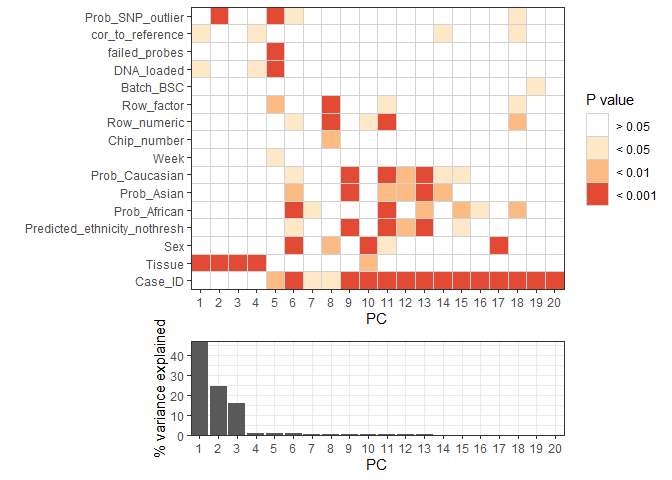 Prob_SNP_outlier
cor_to_reference
failed_probes
DNA_loaded
Batch_BSC
Row_factor
Row_numeric
Chip_number
Week
Prob_Caucasian
Prob_Asian
Prob_African
Predicted_ethnicity_nothresh
Sex
Tissue
Case_ID
1 2 3 4 5 6 7 8 9 10 11 12 13 14 15 16 17 18 19 20
PC
P value
> 0.05
< 0.05
< 0.01
< 0.001
% variance explained
40
30
20
10
0
1 2 3 4 5 6 7 8 9 10 11 12 13 14 15 16 17 18 19 20
PC